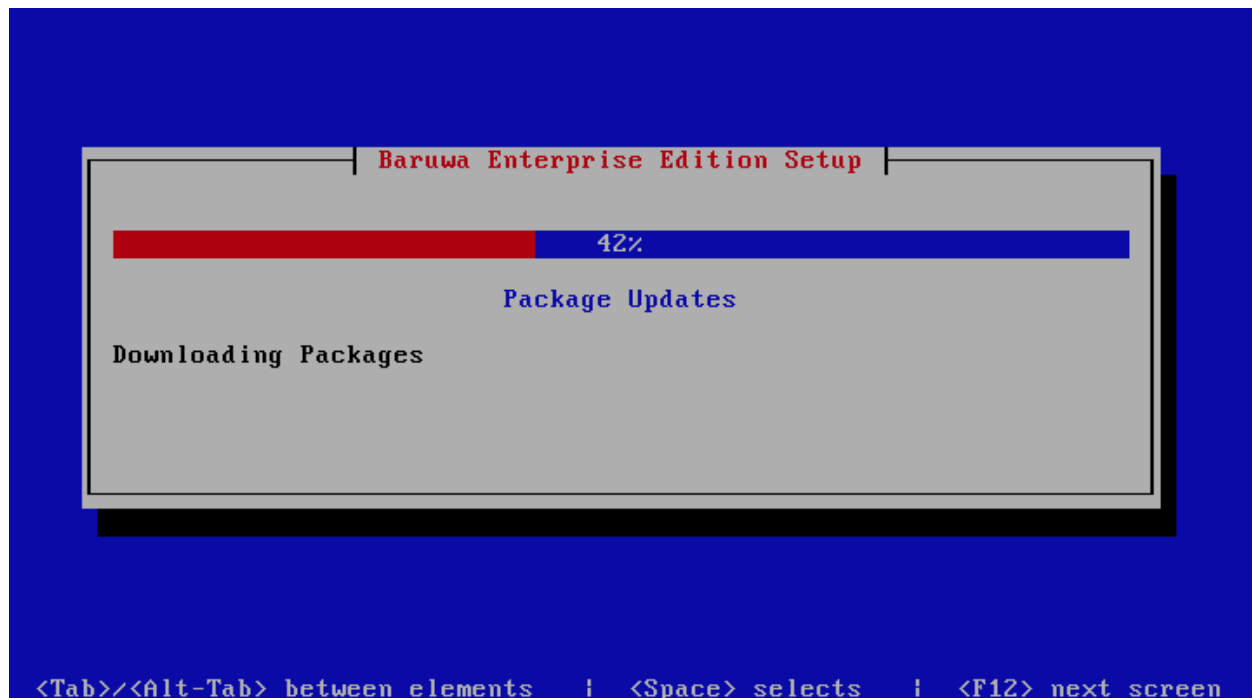 Baruwa Enterprise Edition Setup
42%
Package Updates
Downloading Packages
<Tab>/<Alt-Tab> between elements | <Space> selects | <F12> next screen